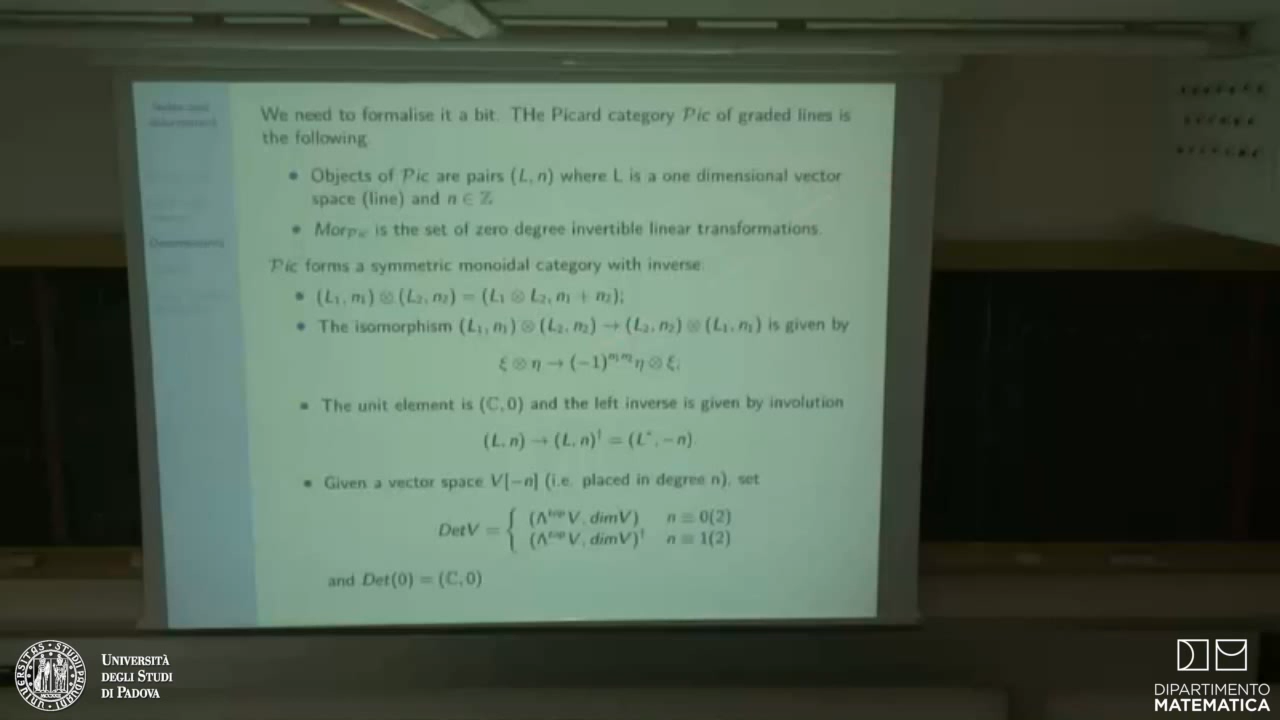 We need to formalise it a bit. THe Picard category Pic of graded lines is
the following
• Objects of Pic are pairs (L, n) where L is a one dimensional vector
space (line) and n ∈ ℤ
• Mor_Pic is the set of zero degree invertible linear transformations.
Pic forms a symmetric monoidal category with inverse:
• (L₁, n₁) ⊗ (L₂, n₂) = (L₁ ⊗ L₂, n₁ + n₂);
• The isomorphism (L₁, n₁) ⊗ (L₂, n₂) → (L₂, n₂) ⊗ (L₁, n₁) is given by
ξ ⊗ η → (−1)^{n₁n₂} η ⊗ ξ;
• The unit element is (ℂ, 0) and the left inverse is given by involution
(L, n) → (L, n)† = (L*, −n).
• Given a vector space V[−n] (i.e. placed in degree n), set
DetV = { (Λ^{top} V, dimV) n ≡ 0(2)
(Λ^{top} V, dimV)† n ≡ 1(2)
and Det(0) = (ℂ, 0)
UNIVERSITÀ
DEGLI STUDI
DI PADOVA
DIPARTIMENTO
MATEMATICA